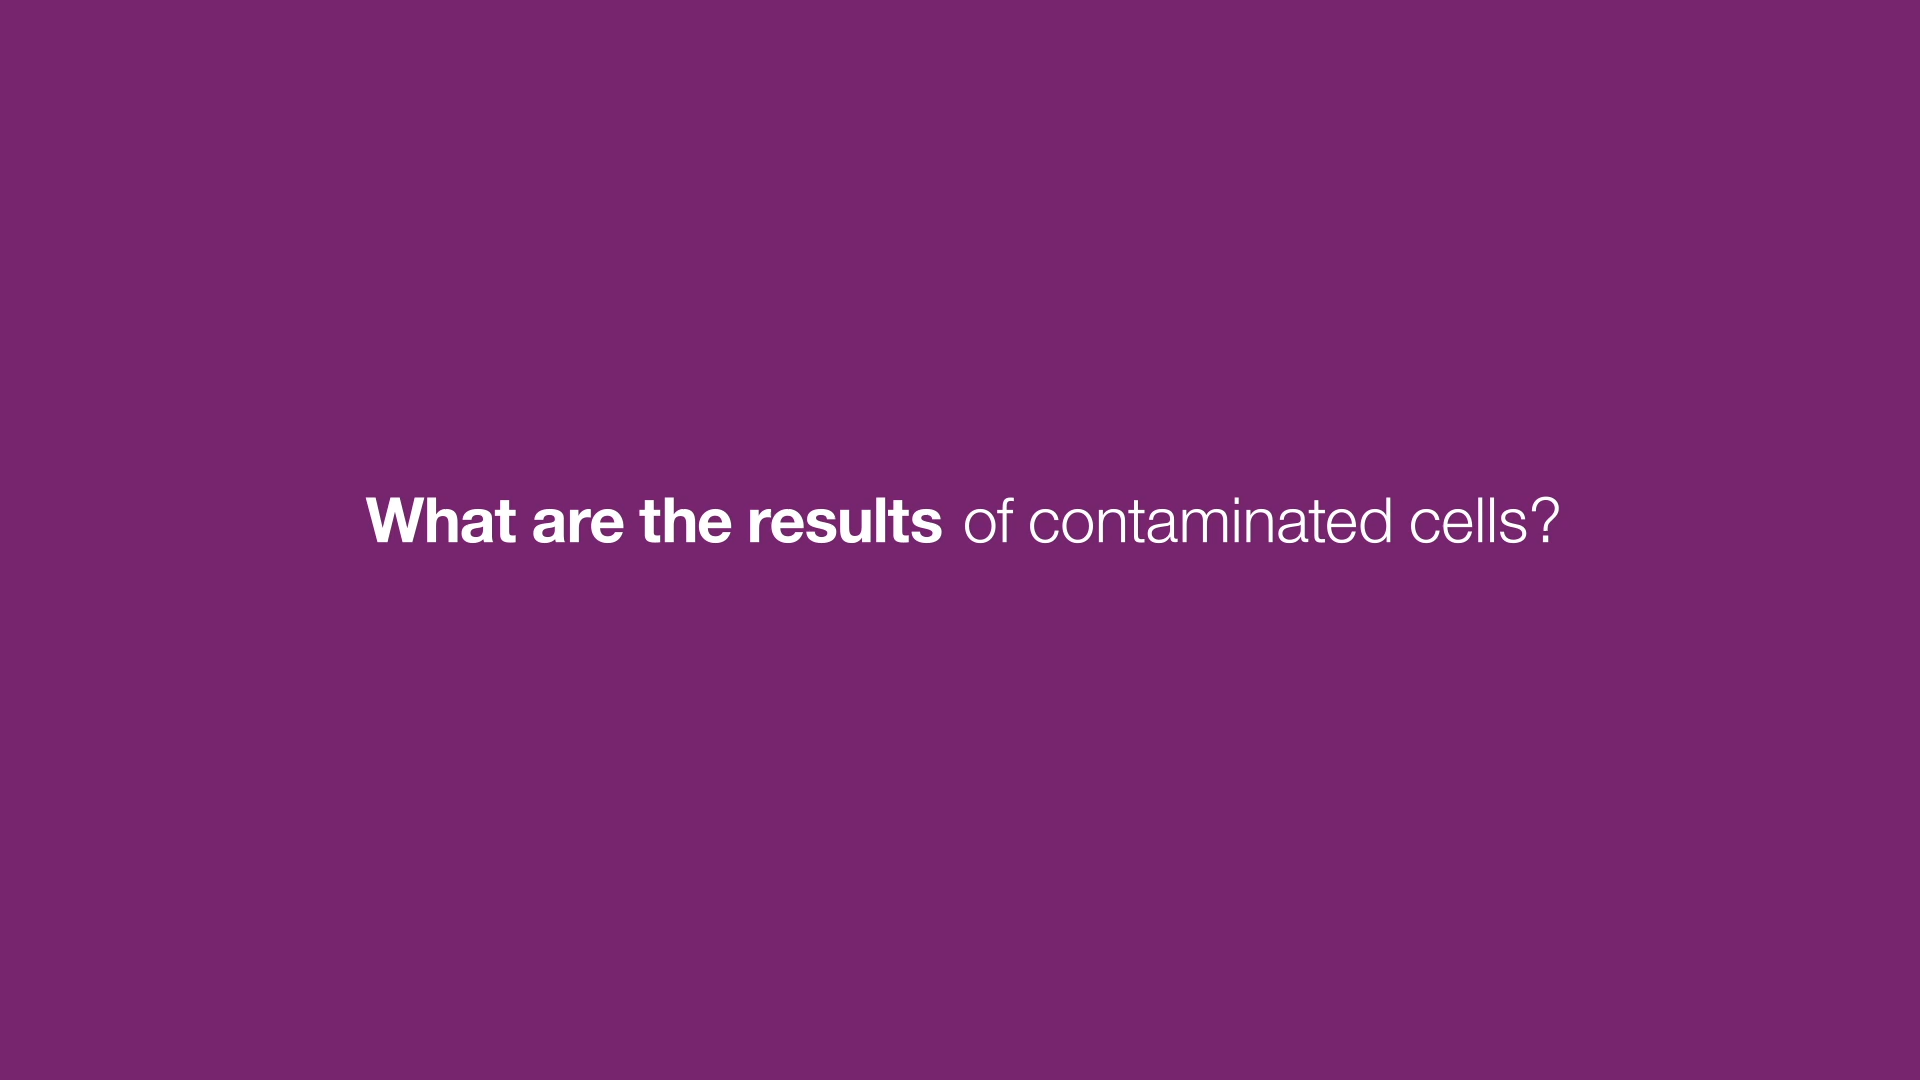 What are the results of contaminated cells?